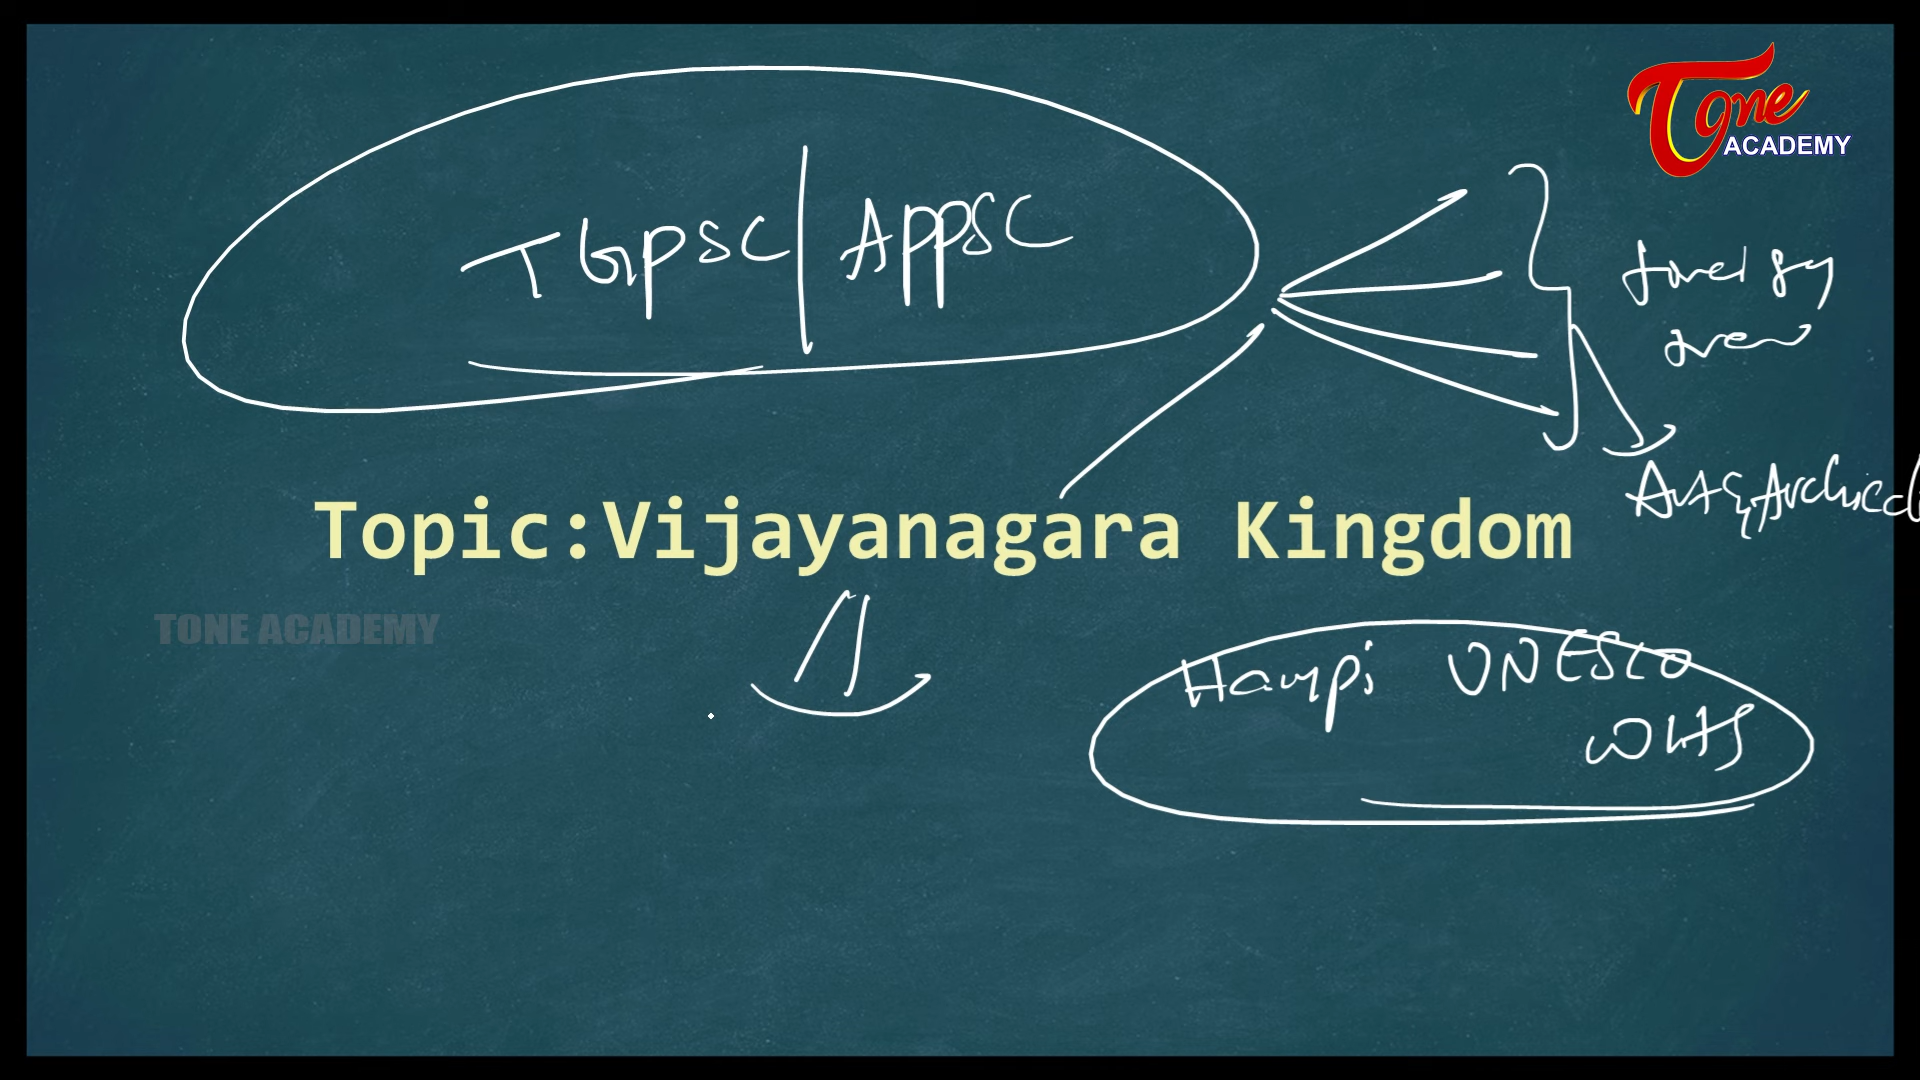 Tone
ACADEMY
TGPSC | APPSC
Topic:Vijayanagara Kingdom
TONE ACADEMY
Hampi UNESCO
WHS